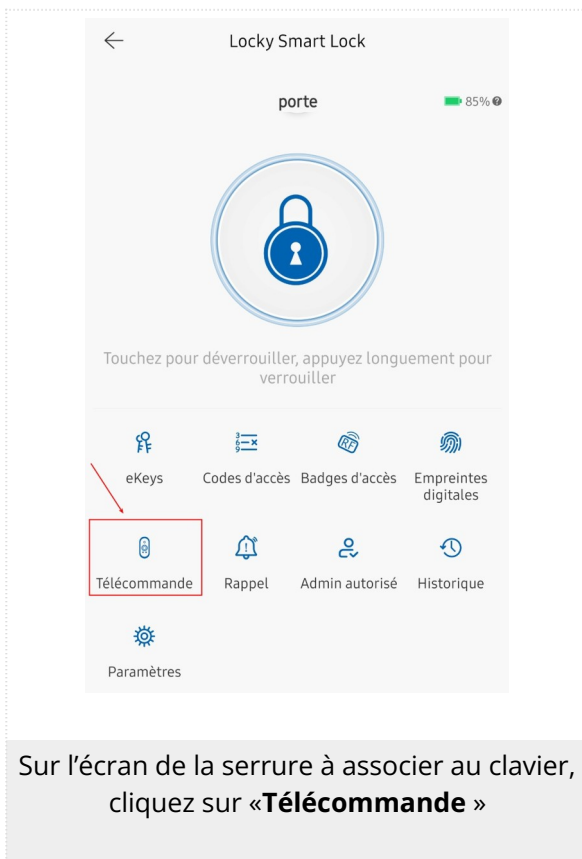 Locky Smart Lock
porte
85%
Touchez pour déverrouiller, appuyez longuement pour
verrouiller
eKeys
Codes d'accès
Badges d'accès
Empreintes
digitales
Télécommande
Rappel
Admin autorisé
Historique
Paramètres
Sur l’écran de la serrure à associer au clavier,
cliquez sur «Télécommande »